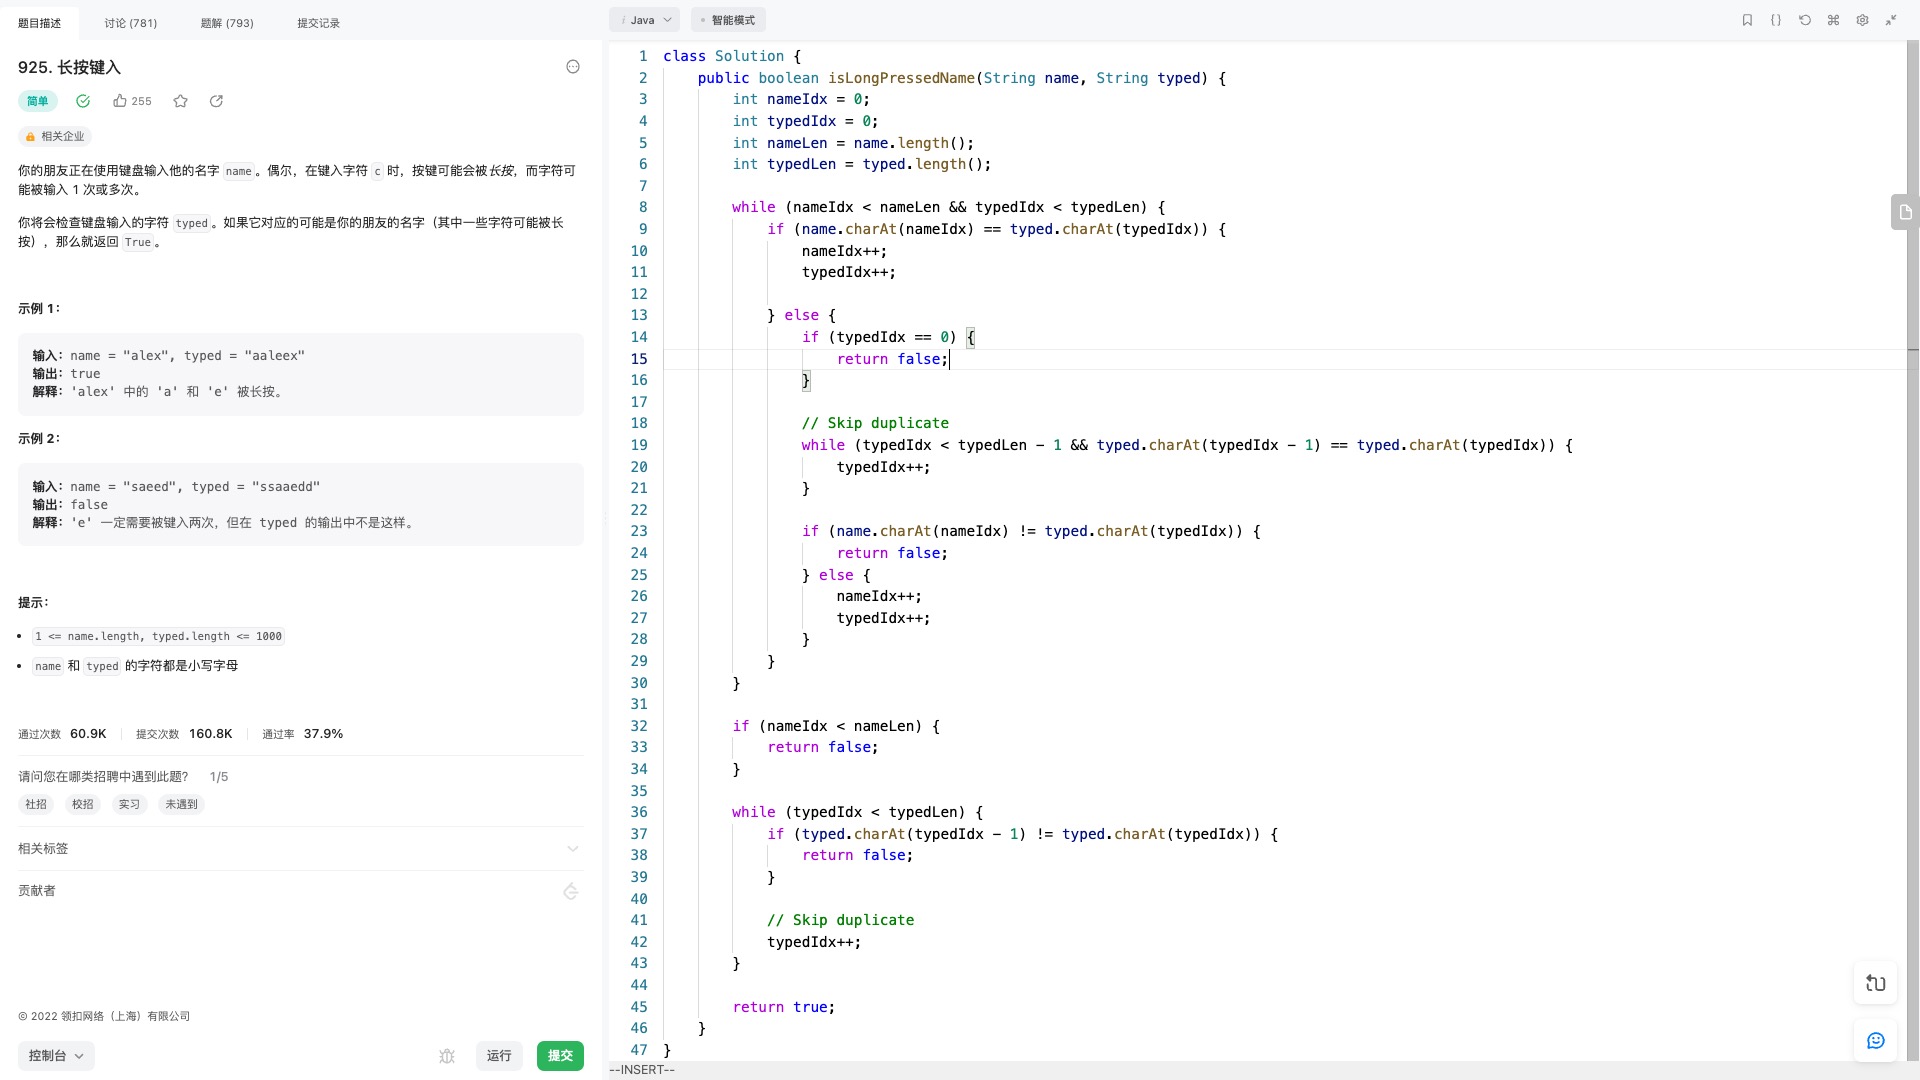 题目描述
讨论 (781)
题解 (793)
提交记录
925. 长按键入
简单
255
相关企业
你的朋友正在使用键盘输入他的名字 name。偶尔，在键入字符 c 时，按键可能会被长按，而字符可
能被输入 1 次或多次。
你将会检查键盘输入的字符 typed。如果它对应的可能是你的朋友的名字（其中一些字符可能被长
按），那么就返回 True。
示例 1：
输入：name = "alex", typed = "aaleex"
输出：true
解释：'alex' 中的 'a' 和 'e' 被长按。
示例 2：
输入：name = "saeed", typed = "ssaaedd"
输出：false
解释：'e' 一定需要被键入两次，但在 typed 的输出中不是这样。
提示：
• 1 <= name.length, typed.length <= 1000
• name 和 typed 的字符都是小写字母
通过次数 60.9K
提交次数 160.8K
通过率 37.9%
请问您在哪类招聘中遇到此题？ 1/5
社招
校招
实习
未遇到
相关标签
贡献者
© 2022 领扣网络（上海）有限公司
控制台
运行
提交
i Java
智能模式
1 class Solution {
2     public boolean isLongPressedName(String name, String typed) {
3         int nameIdx = 0;
4         int typedIdx = 0;
5         int nameLen = name.length();
6         int typedLen = typed.length();
7
8         while (nameIdx < nameLen && typedIdx < typedLen) {
9             if (name.charAt(nameIdx) == typed.charAt(typedIdx)) {
10                 nameIdx++;
11                 typedIdx++;
12
13             } else {
14                 if (typedIdx == 0) {
15                     return false;
16                 }
17
18                 // Skip duplicate
19                 while (typedIdx < typedLen - 1 && typed.charAt(typedIdx - 1) == typed.charAt(typedIdx)) {
20                     typedIdx++;
21                 }
22
23                 if (name.charAt(nameIdx) != typed.charAt(typedIdx)) {
24                     return false;
25                 } else {
26                     nameIdx++;
27                     typedIdx++;
28                 }
29             }
30         }
31
32         if (nameIdx < nameLen) {
33             return false;
34         }
35
36         while (typedIdx < typedLen) {
37             if (typed.charAt(typedIdx - 1) != typed.charAt(typedIdx)) {
38                 return false;
39             }
40
41             // Skip duplicate
42             typedIdx++;
43         }
44
45         return true;
46     }
47 }
--INSERT--